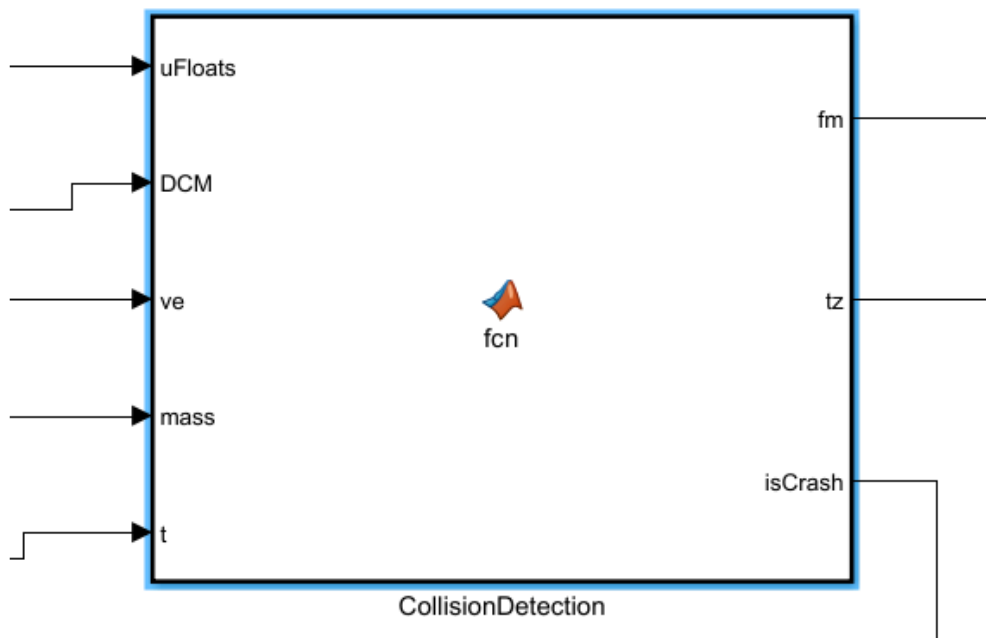 uFloats
DCM
ve
mass
t
fcn
fm
tz
isCrash
CollisionDetection